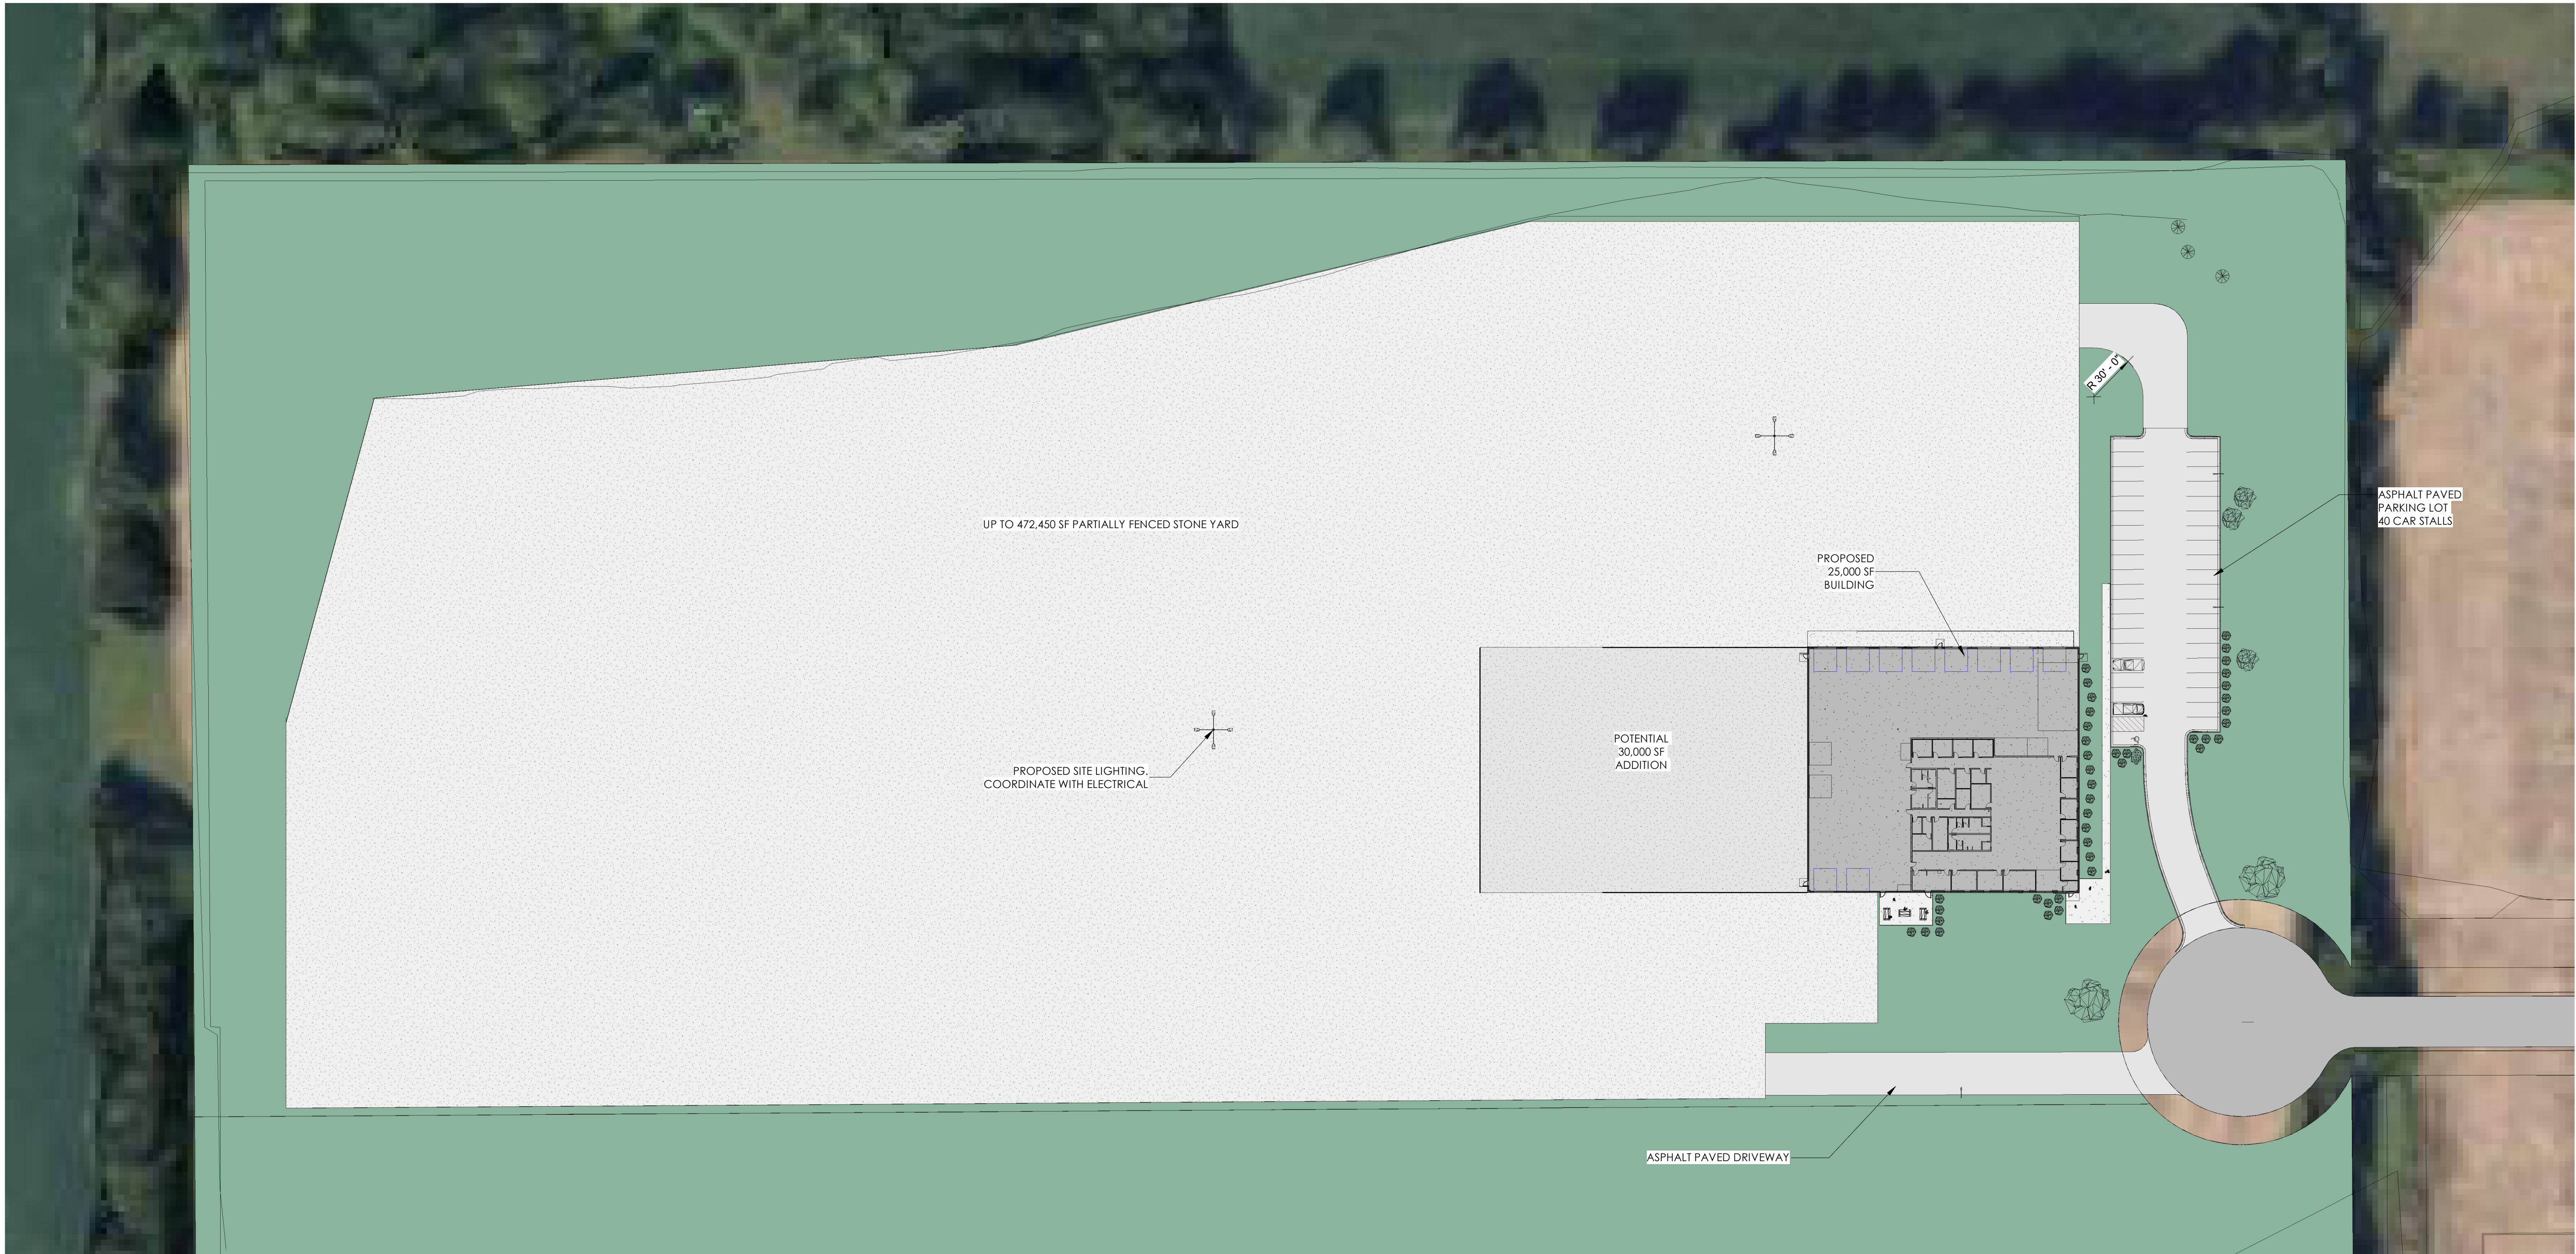 R 30' - 0"
ASPHALT PAVED
PARKING LOT
40 CAR STALLS
UP TO 472,450 SF PARTIALLY FENCED STONE YARD
PROPOSED
25,000 SF
BUILDING
POTENTIAL
30,000 SF
ADDITION
PROPOSED SITE LIGHTING.
COORDINATE WITH ELECTRICAL
ASPHALT PAVED DRIVEWAY